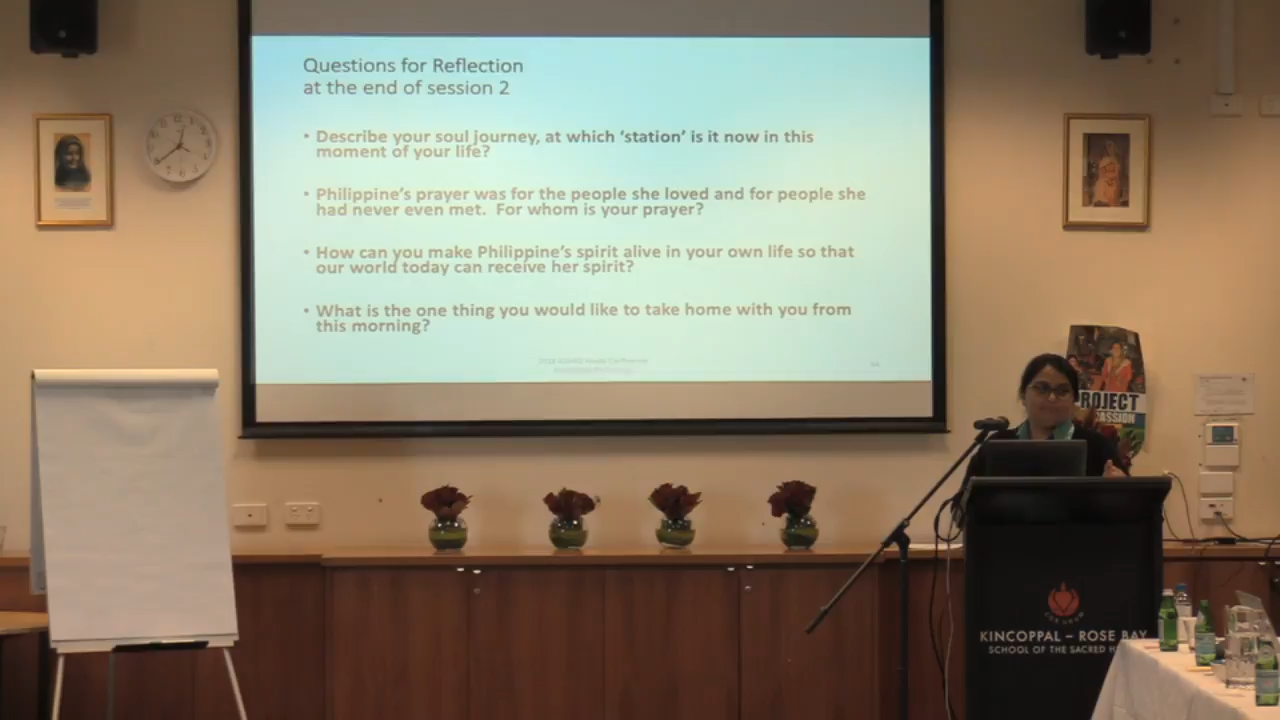 Questions for Reflection
at the end of session 2
• Describe your soul journey, at which ‘station’ is it now in this
moment of your life?
• Philippine’s prayer was for the people she loved and for people she
had never even met. For whom is your prayer?
• How can you make Philippine’s spirit alive in your own life so that
our world today can receive her spirit?
• What is the one thing you would like to take home with you from
this morning?
ROJECT
PASSION
KINCOPPAL – ROSE BAY
SCHOOL OF THE SACRED H